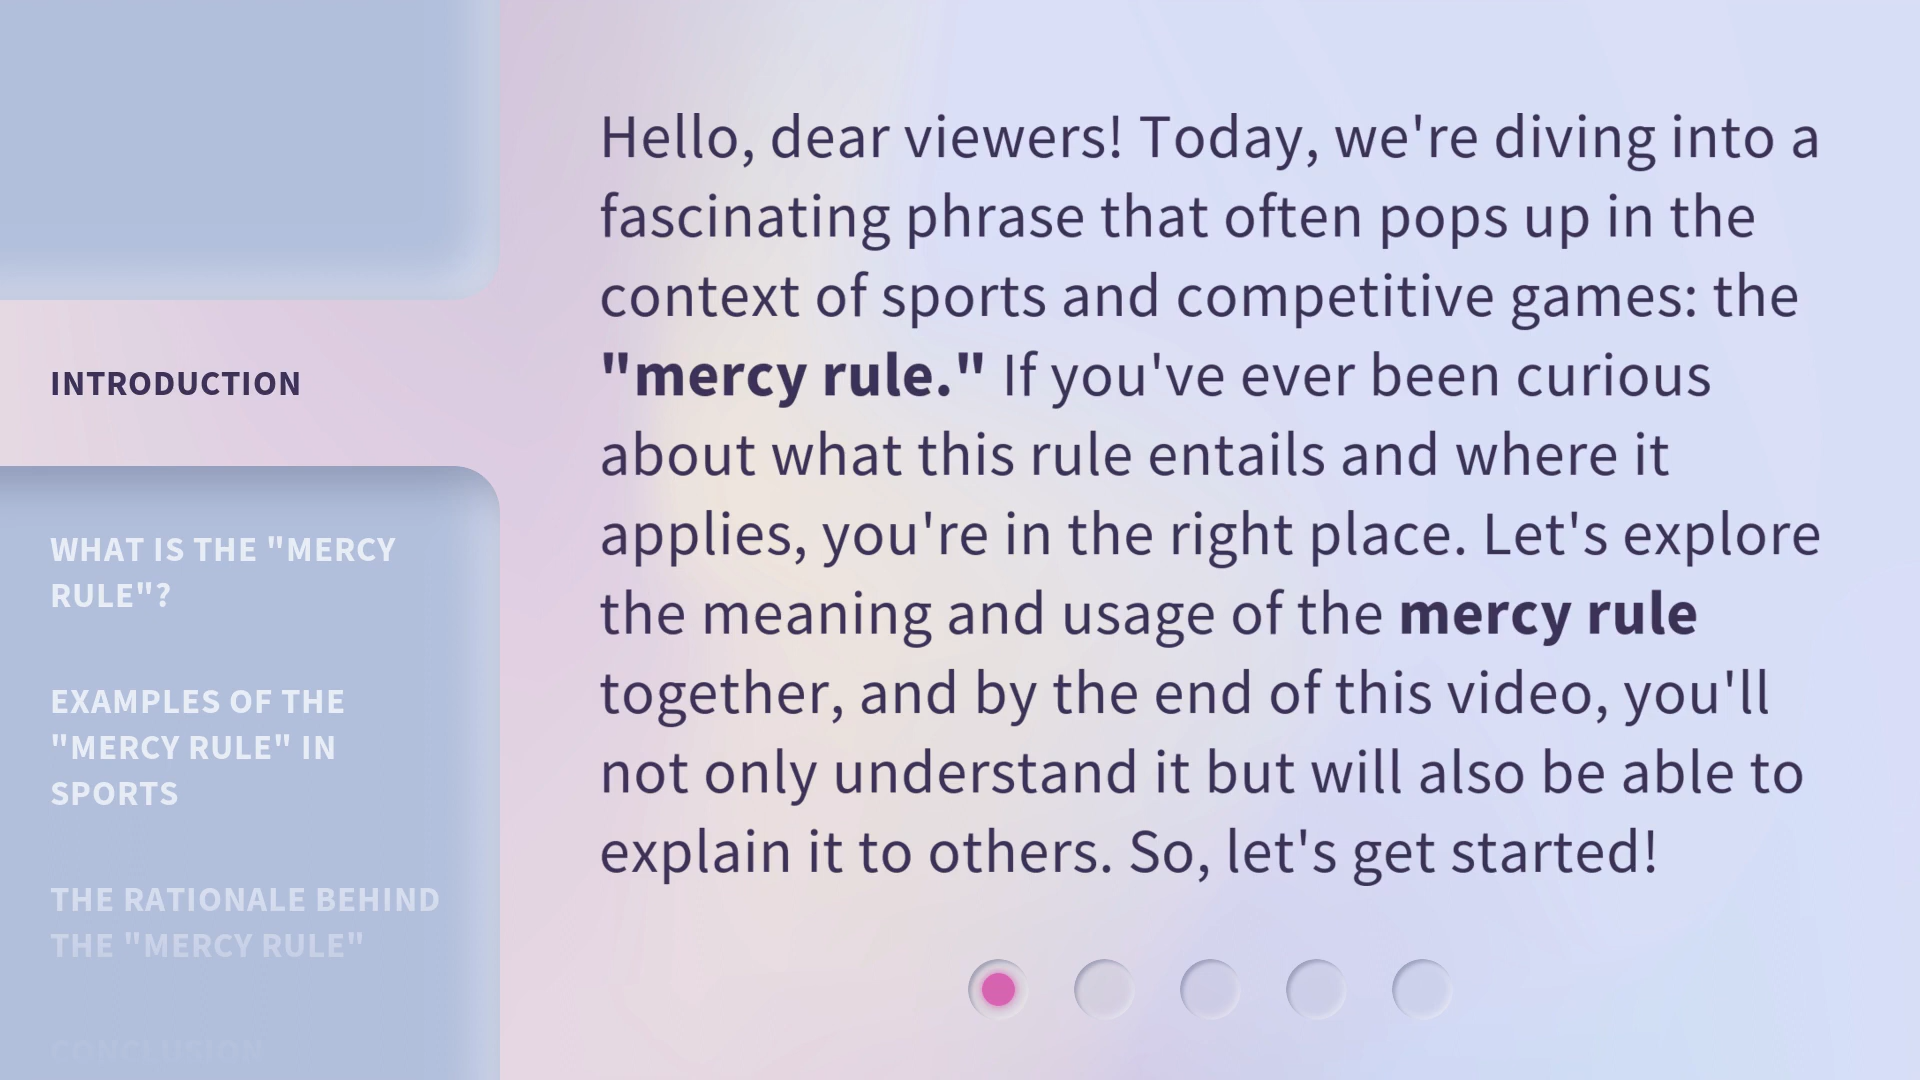 INTRODUCTION
WHAT IS THE "MERCY
RULE"?
EXAMPLES OF THE
"MERCY RULE" IN
SPORTS
THE RATIONALE BEHIND
THE "MERCY RULE"
CONCLUSION
Hello, dear viewers! Today, we're diving into a
fascinating phrase that often pops up in the
context of sports and competitive games: the
"mercy rule." If you've ever been curious
about what this rule entails and where it
applies, you're in the right place. Let's explore
the meaning and usage of the mercy rule
together, and by the end of this video, you'll
not only understand it but will also be able to
explain it to others. So, let's get started!